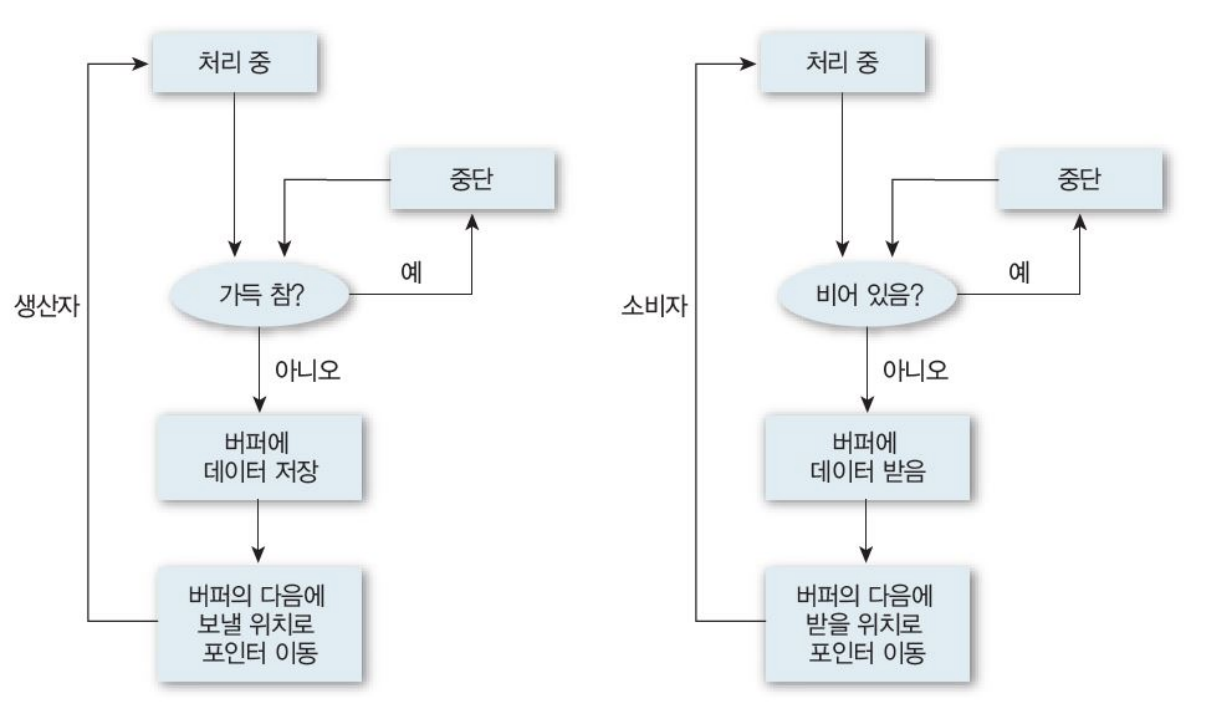 처리 중
중단
가득 참?
예
생산자
아니오
버퍼에
데이터 저장
버퍼의 다음에
보낼 위치로
포인터 이동
처리 중
중단
비어 있음?
예
소비자
아니오
버퍼에
데이터 받음
버퍼의 다음에
받을 위치로
포인터 이동